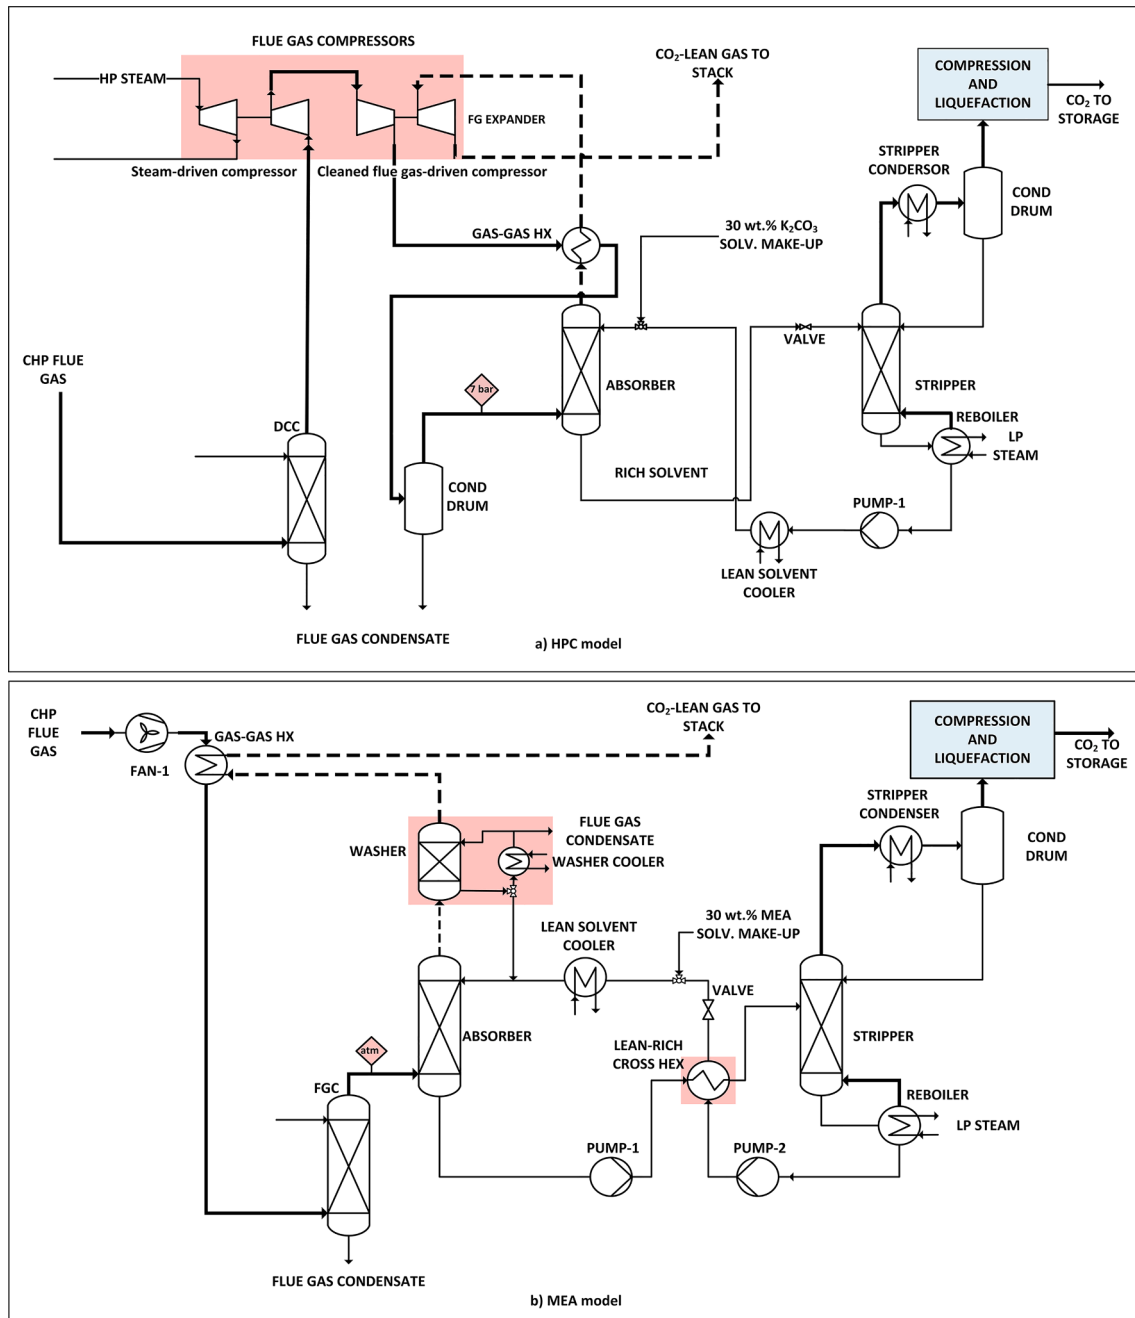 FLUE GAS COMPRESSORS
HP STEAM
FG EXPANDER
Steam-driven compressor
Cleaned flue gas-driven compressor
CO₂-LEAN GAS TO
STACK
COMPRESSION
AND
LIQUEFACTION
CO₂ TO
STORAGE
STRIPPER
CONDERSOR
COND
DRUM
GAS-GAS HX
30 wt.% K₂CO₃
SOLV. MAKE-UP
CHP FLUE
GAS
VALVE
ABSORBER
STRIPPER
7 bar
DCC
REBOILER
LP
STEAM
RICH SOLVENT
COND
DRUM
PUMP-1
LEAN SOLVENT
COOLER
FLUE GAS CONDENSATE
a) HPC model
CHP
FLUE
GAS
FAN-1
GAS-GAS HX
CO₂-LEAN GAS TO
STACK
COMPRESSION
AND
LIQUEFACTION
CO₂ TO
STORAGE
STRIPPER
CONDENSER
COND
DRUM
FLUE GAS
CONDENSATE
WASHER
WASHER COOLER
LEAN SOLVENT
COOLER
30 wt.% MEA
SOLV. MAKE-UP
VALVE
ABSORBER
STRIPPER
LEAN-RICH
CROSS HEX
atm
FGC
REBOILER
LP STEAM
PUMP-1
PUMP-2
FLUE GAS CONDENSATE
b) MEA model